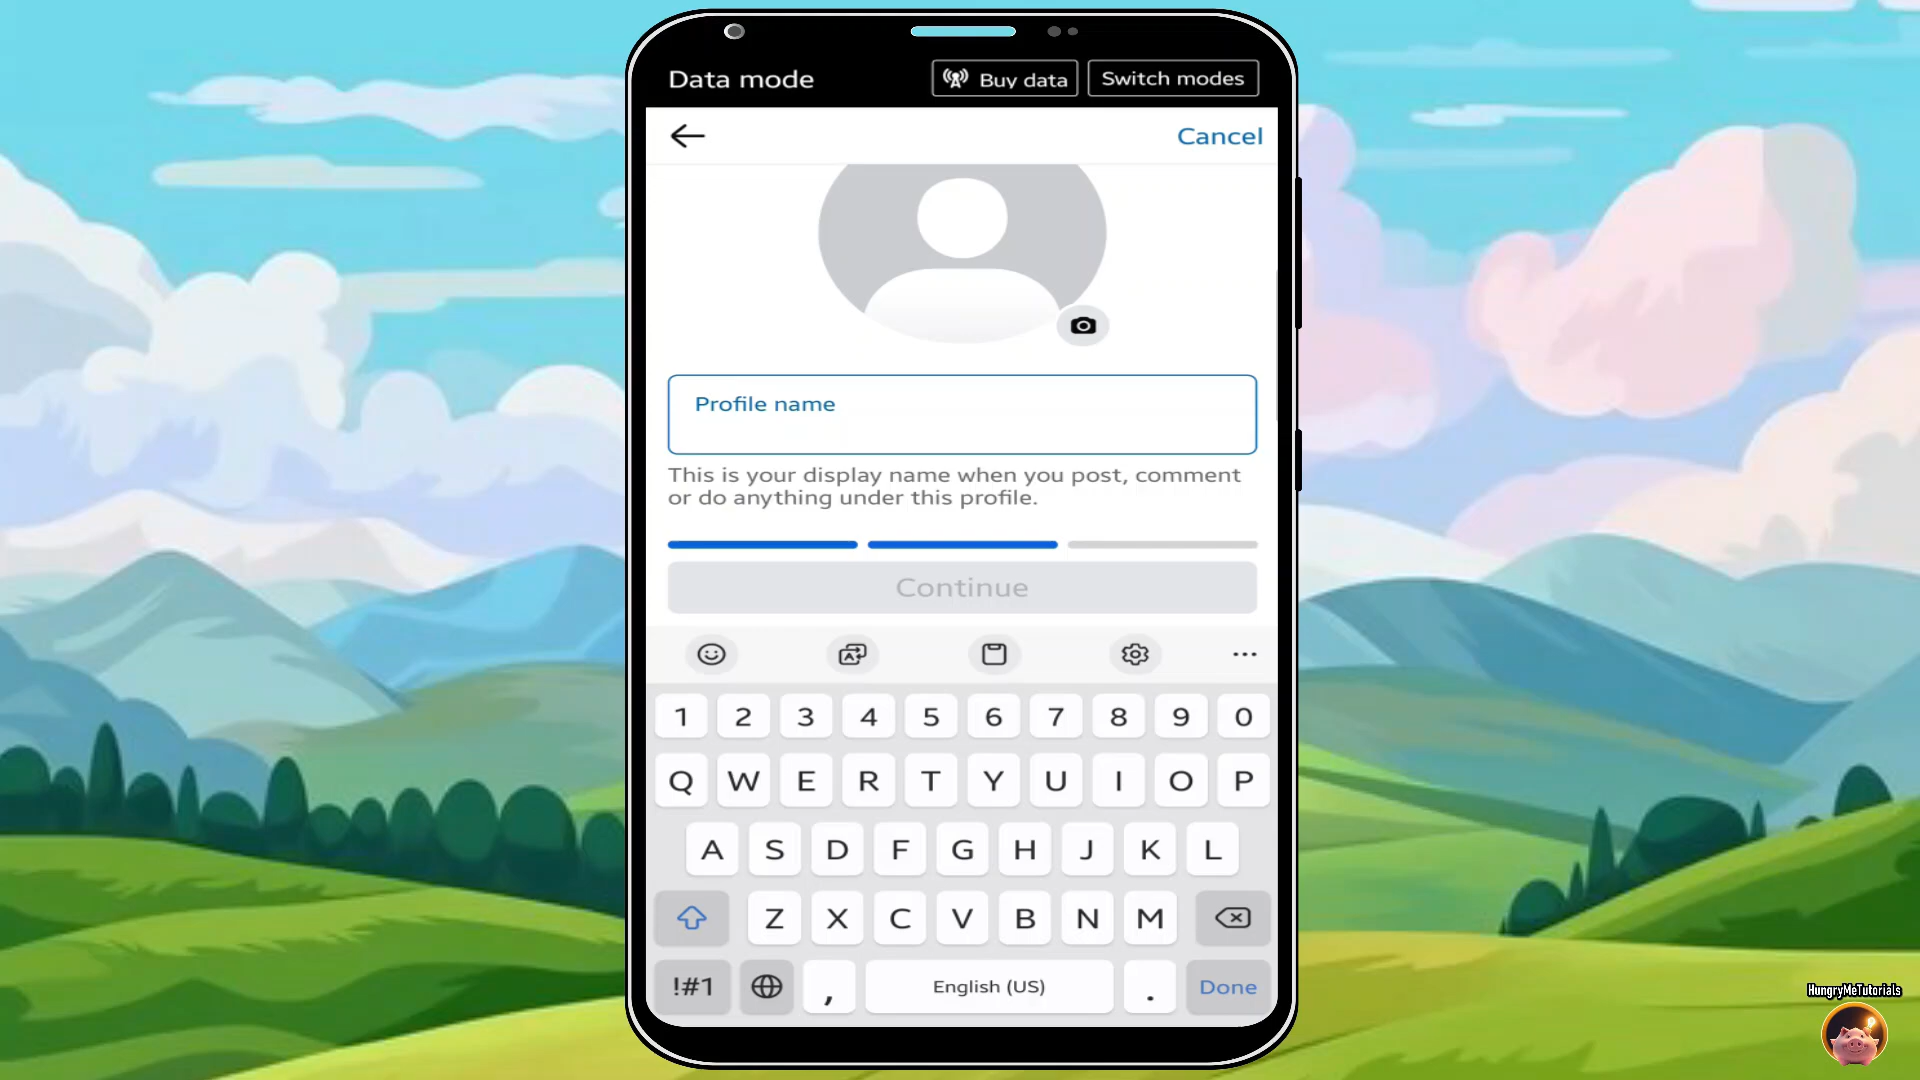 Data mode
Buy data
Switch modes
Cancel
Profile name
This is your display name when you post, comment
or do anything under this profile.
Continue
1 2 3 4 5 6 7 8 9 0
Q W E R T Y U I O P
A S D F G H J K L
Z X C V B N M
!#1 , English (US) . Done
HungryMeTutorials